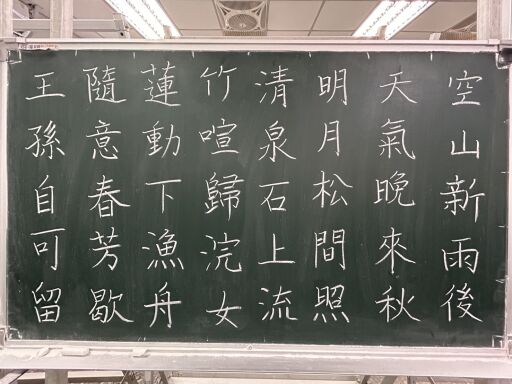 空山新雨後
天氣晚來秋
明月松間照
清泉石上流
竹喧歸浣女
蓮動下漁舟
隨意春芳歇
王孫自可留